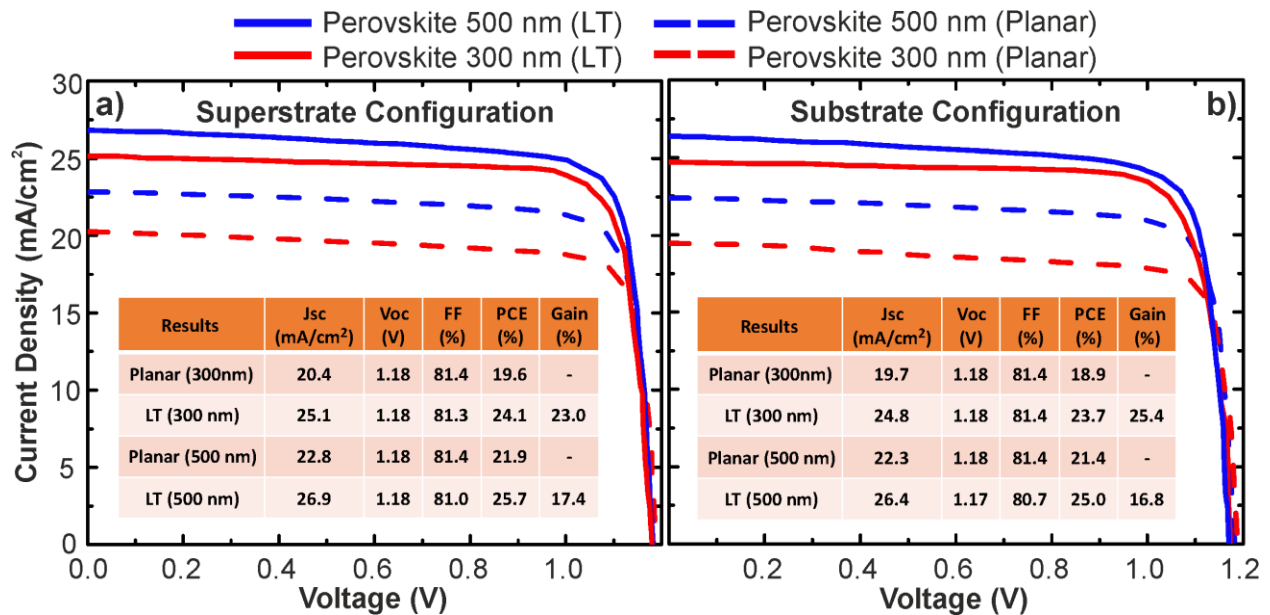 Perovskite 500 nm (LT) Perovskite 500 nm (Planar)
Perovskite 300 nm (LT) Perovskite 300 nm (Planar)
a) Superstrate Configuration
Substrate Configuration b)
Current Density (mA/cm²)
30
25
20
15
10
5
0
Results Jsc (mA/cm²) Voc (V) FF (%) PCE (%) Gain (%)
Planar (300nm) 20.4 1.18 81.4 19.6 -
LT (300 nm) 25.1 1.18 81.3 24.1 23.0
Planar (500 nm) 22.8 1.18 81.4 21.9 -
LT (500 nm) 26.9 1.18 81.0 25.7 17.4
0.0 0.2 0.4 0.6 0.8 1.0
Voltage (V)
Results Jsc (mA/cm²) Voc (V) FF (%) PCE (%) Gain (%)
Planar (300nm) 19.7 1.18 81.4 18.9 -
LT (300 nm) 24.8 1.18 81.4 23.7 25.4
Planar (500 nm) 22.3 1.18 81.4 21.4 -
LT (500 nm) 26.4 1.17 80.7 25.0 16.8
0.2 0.4 0.6 0.8 1.0 1.2
Voltage (V)